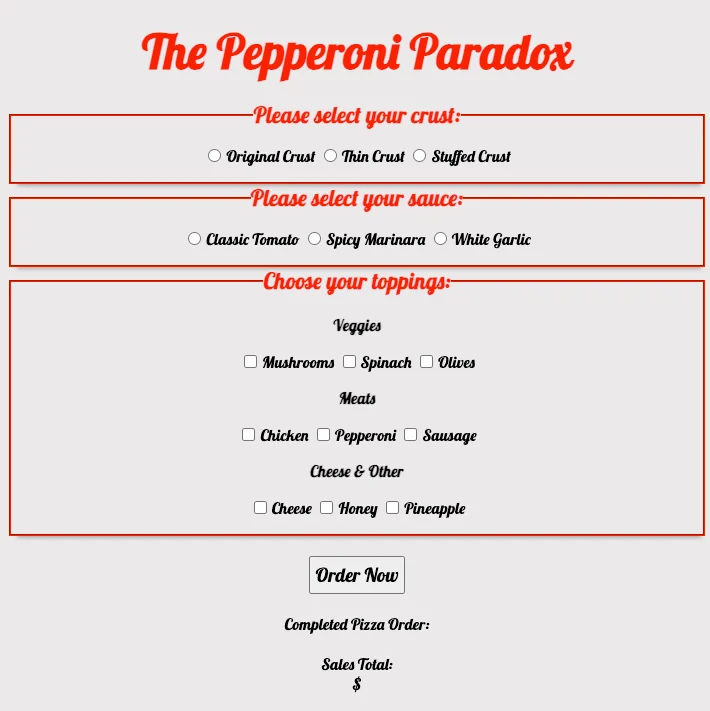 The Pepperoni Paradox
Please select your crust:
Original Crust Thin Crust Stuffed Crust
Please select your sauce:
Classic Tomato Spicy Marinara White Garlic
Choose your toppings:
Veggies
Mushrooms Spinach Olives
Meats
Chicken Pepperoni Sausage
Cheese & Other
Cheese Honey Pineapple
Order Now
Completed Pizza Order:
Sales Total:
$